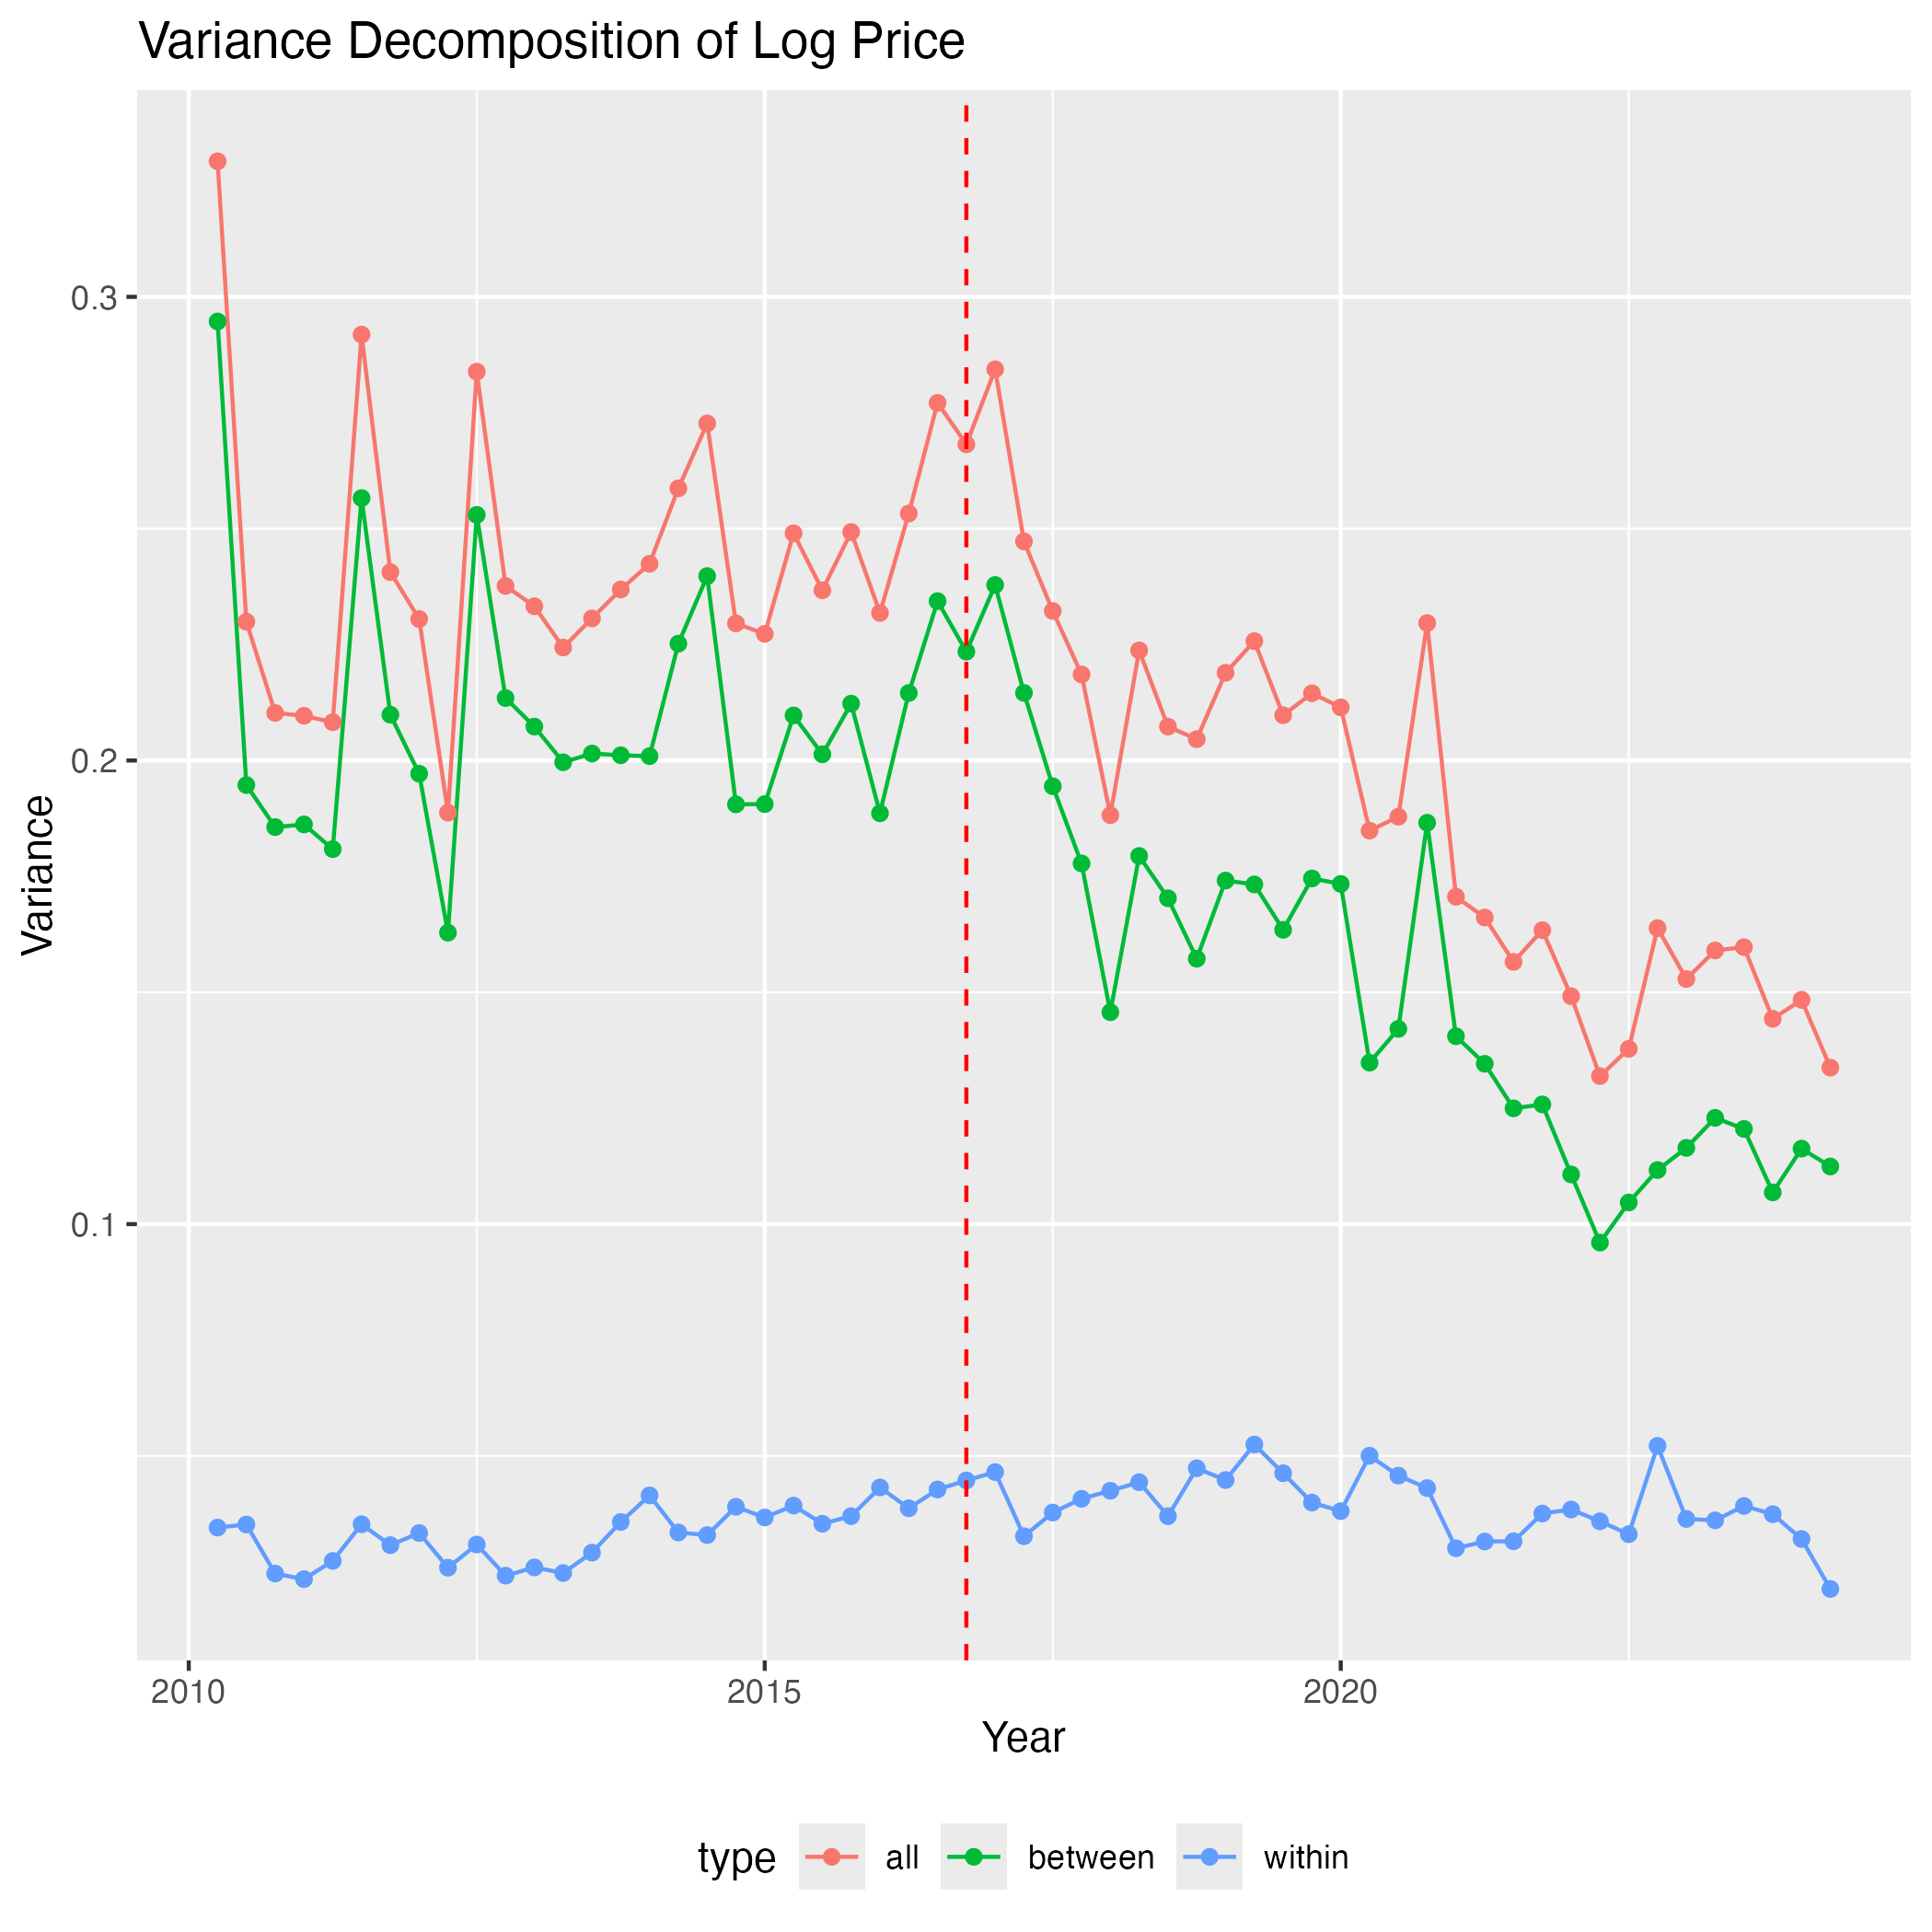 Variance Decomposition of Log Price
0.3
0.2
0.1
Variance
2010 2015 2020
Year
type all between within